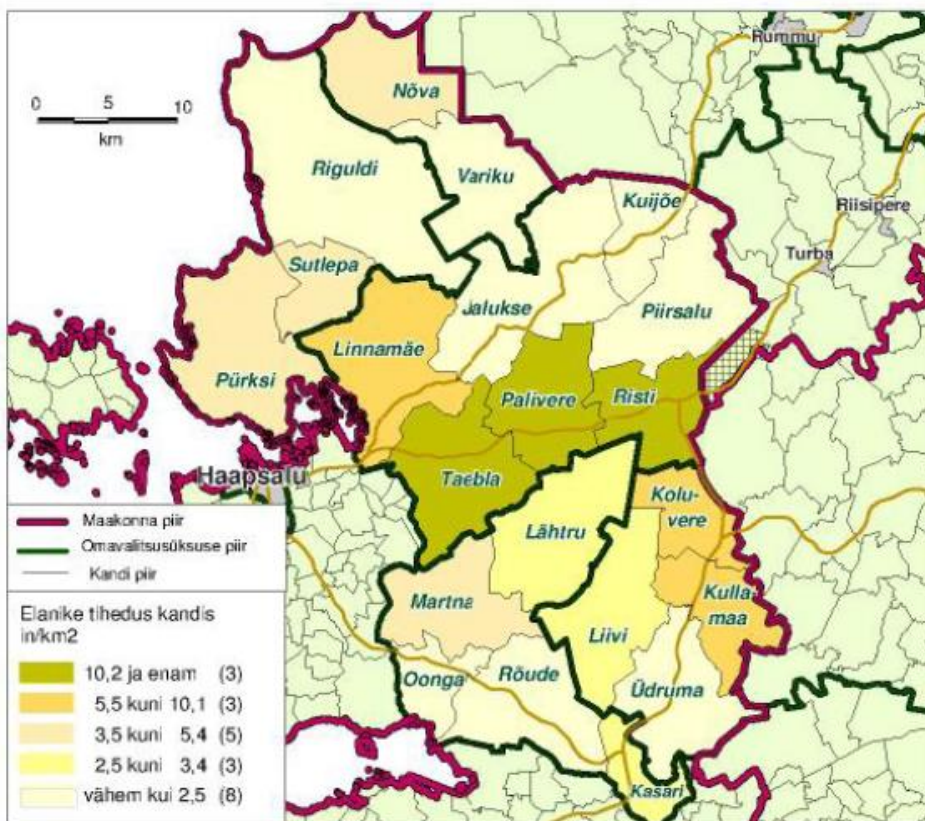 Rummu
Nõva
0 5 10
km
Riguldi
Variku
Kuijõe
Riisipere
Turba
Sutlepa
Jalukse
Piirsalu
Linnamäe
Pürksi
Palivere
Risti
Haapsalu
Taebla
Kolu-
vere
Lähtru
Maakonna piir
Omavalitsusüksuse piir
Kandi piir
Martna
Kulla
maa
Liivi
Elanike tihedus kandis
in/km2
10,2 ja enam (3)
5,5 kuni 10,1 (3)
3,5 kuni 5,4 (5)
2,5 kuni 3,4 (3)
vähem kui 2,5 (8)
Oonga
Rõude
Üdruma
Kasari